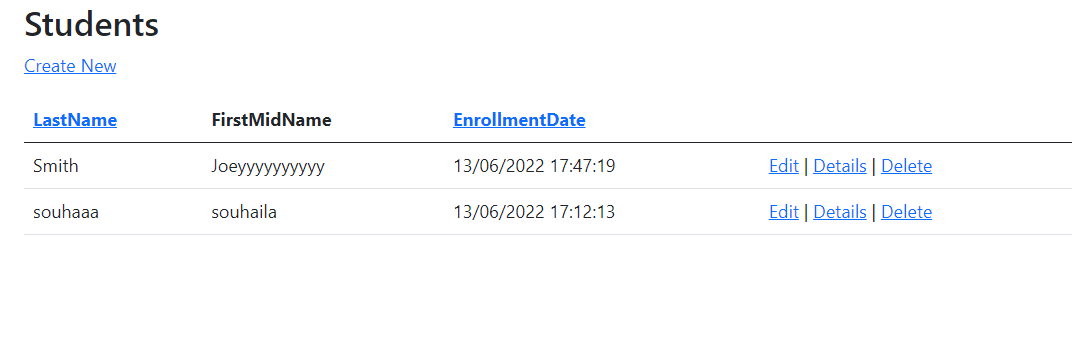 Students
Create New
LastName FirstMidName EnrollmentDate
Smith Joeyyyyyyyyyy 13/06/2022 17:47:19 Edit | Details | Delete
souhaaa souhaila 13/06/2022 17:12:13 Edit | Details | Delete